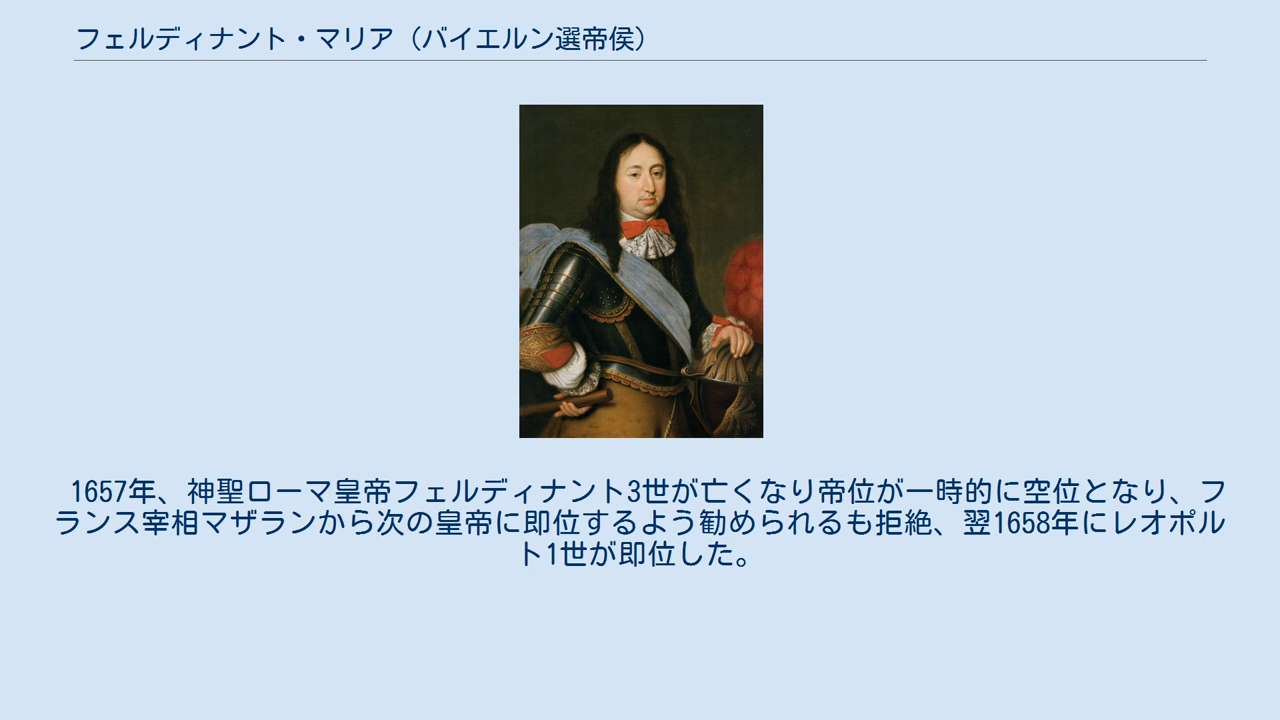 フェルディナント・マリア（バイエルン選帝侯）
1657年、神聖ローマ皇帝フェルディナント3世が亡くなり帝位が一時的に空位となり、フ
ランス宰相マザランから次の皇帝に即位するよう勧められるも拒絶、翌1658年にレオポル
ト1世が即位した。